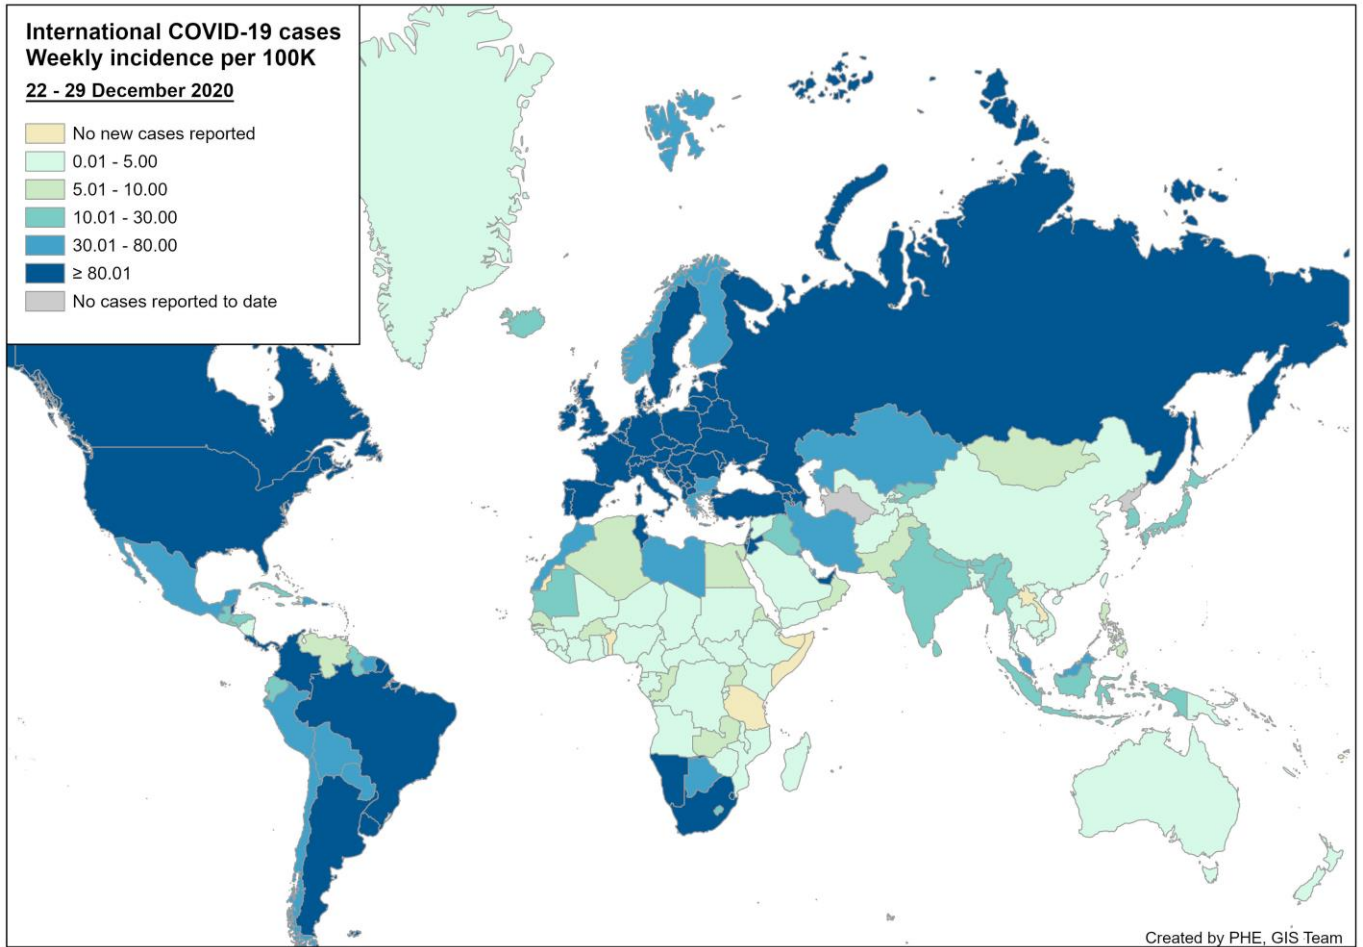 International COVID-19 cases
Weekly incidence per 100K
22 - 29 December 2020
No new cases reported
0.01 - 5.00
5.01 - 10.00
10.01 - 30.00
30.01 - 80.00
≥ 80.01
No cases reported to date
Created by PHE, GIS Team